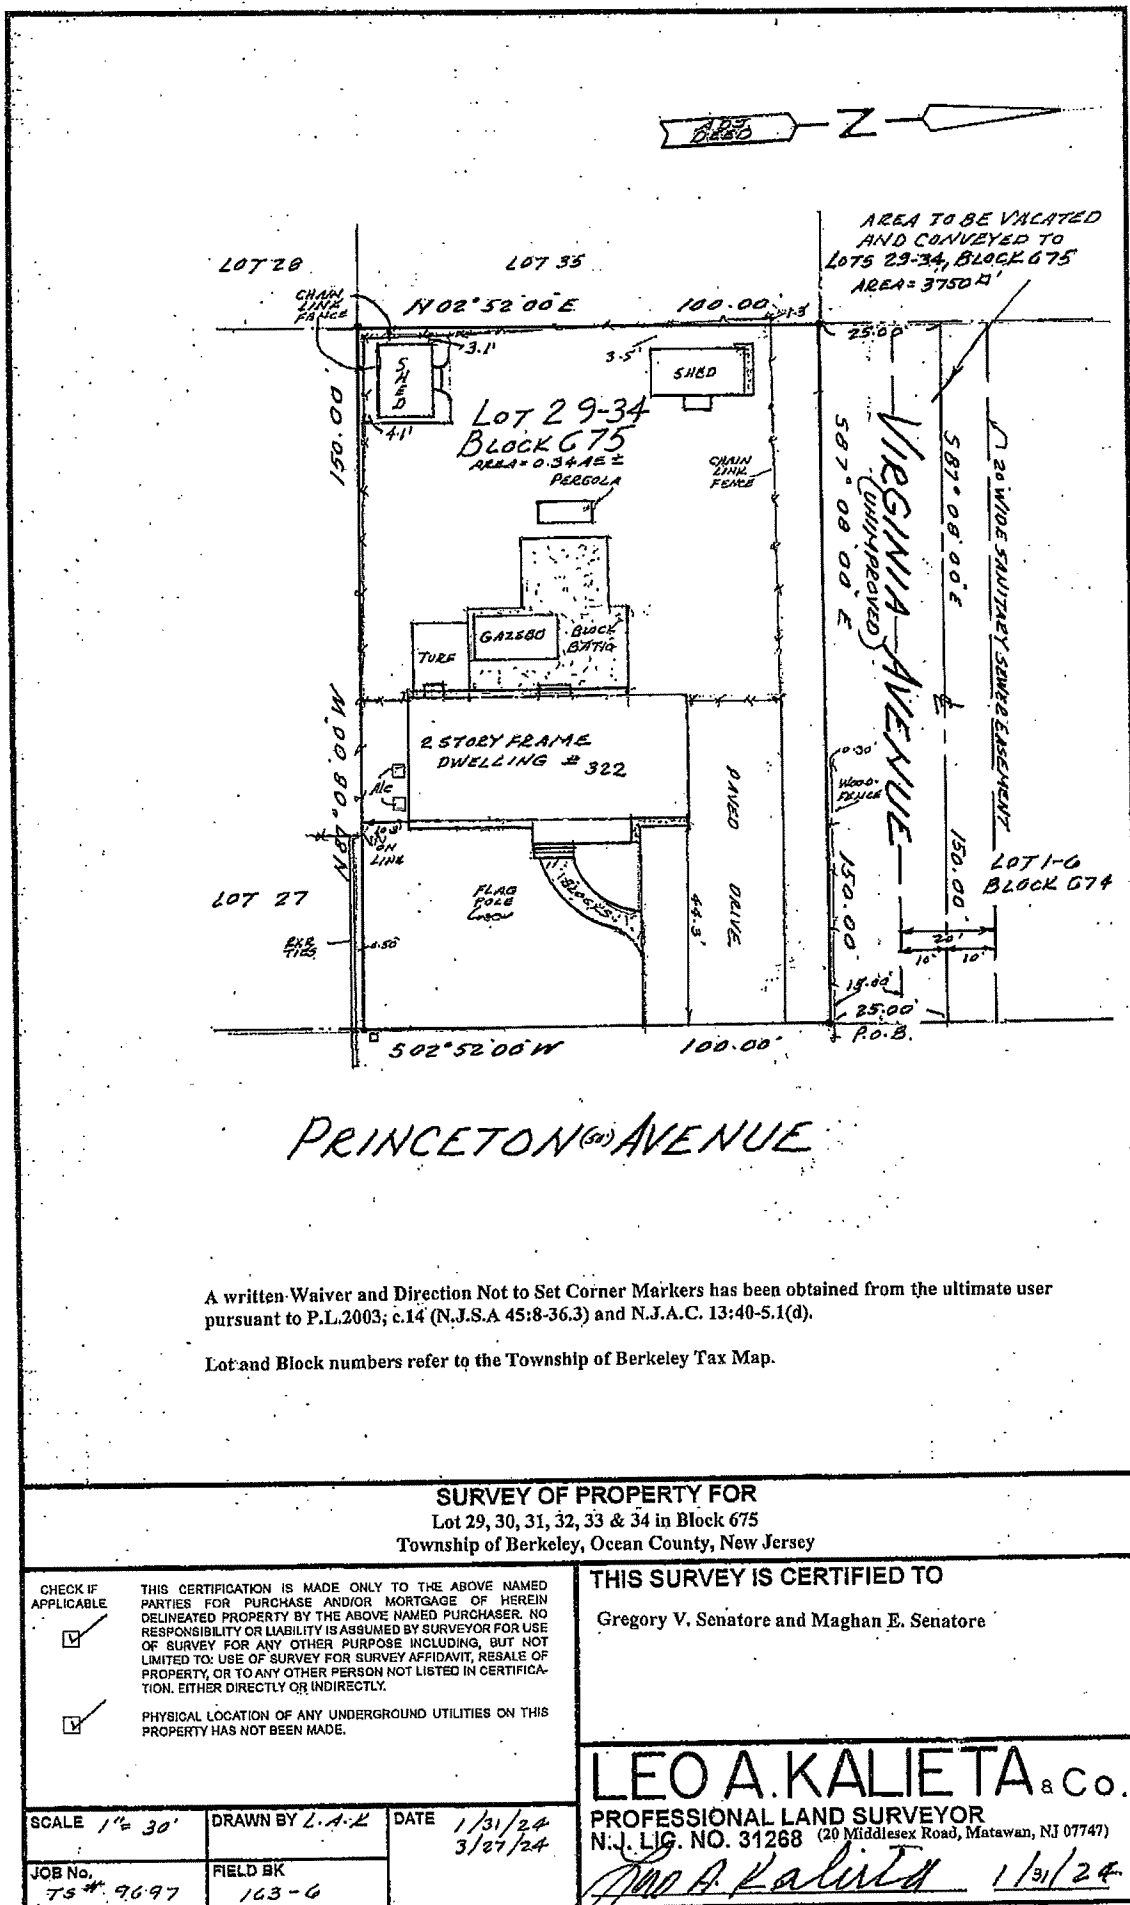 ADJ
DEED
Z
AREA TO BE VACATED
AND CONVEYED TO
LOTS 29-34, BLOCK 675
AREA = 3750 □'
LOT 28
LOT 35
CHAIN
LINK
FENCE
N 02° 52' 00" E
100.00'
1.3'
25.00'
3.1'
3.5'
SHED
SHED
4.1'
LOT 29-34
BLOCK 675
AREA = 0.34 AC ±
PERGOLA
CHAIN
LINK
FENCE
150.00'
N 87° 08' 00" W
S 87° 08' 00" E
VIRGINIA AVENUE
(UNIMPROVED)
S 87° 08' 00" E
20' WIDE SANITARY SEWER EASEMENT
GAZEBO
BLOCK
PATIO
TURF
2 STORY FRAME
DWELLING # 322
A/C
PAVED DRIVE
0.30'
WOOD
FENCE
150.00'
150.00'
ON
LINE
LOT 1-6
BLOCK 674
LOT 27
FLAG
POLE
44.3'
RR
TIES
0.50'
20'
10'
10'
15.00'
25.00'
P.O.B.
S 02° 52' 00" W
100.00'
PRINCETON (50') AVENUE
A written Waiver and Direction Not to Set Corner Markers has been obtained from the ultimate user
pursuant to P.L.2003; c.14 (N.J.S.A 45:8-36.3) and N.J.A.C. 13:40-5.1(d).
Lot and Block numbers refer to the Township of Berkeley Tax Map.
SURVEY OF PROPERTY FOR
Lot 29, 30, 31, 32, 33 & 34 in Block 675
Township of Berkeley, Ocean County, New Jersey
CHECK IF
APPLICABLE
THIS CERTIFICATION IS MADE ONLY TO THE ABOVE NAMED
PARTIES FOR PURCHASE AND/OR MORTGAGE OF HEREIN
DELINEATED PROPERTY BY THE ABOVE NAMED PURCHASER. NO
RESPONSIBILITY OR LIABILITY IS ASSUMED BY SURVEYOR FOR USE
OF SURVEY FOR ANY OTHER PURPOSE INCLUDING, BUT NOT
LIMITED TO: USE OF SURVEY FOR SURVEY AFFIDAVIT, RESALE OF
PROPERTY, OR TO ANY OTHER PERSON NOT LISTED IN CERTIFICA-
TION. EITHER DIRECTLY OR INDIRECTLY.
PHYSICAL LOCATION OF ANY UNDERGROUND UTILITIES ON THIS
PROPERTY HAS NOT BEEN MADE.
THIS SURVEY IS CERTIFIED TO
Gregory V. Senatore and Maghan E. Senatore
LEO A. KALIETA & CO.
PROFESSIONAL LAND SURVEYOR
N.J. LIC. NO. 31268 (20 Middlesex Road, Matawan, NJ 07747)
Leo A. Kalieta 1/31/24
SCALE 1"= 30'
DRAWN BY L.A.K
DATE 1/31/24
3/27/24
JOB No.
TS # 9697
FIELD BK
163-6